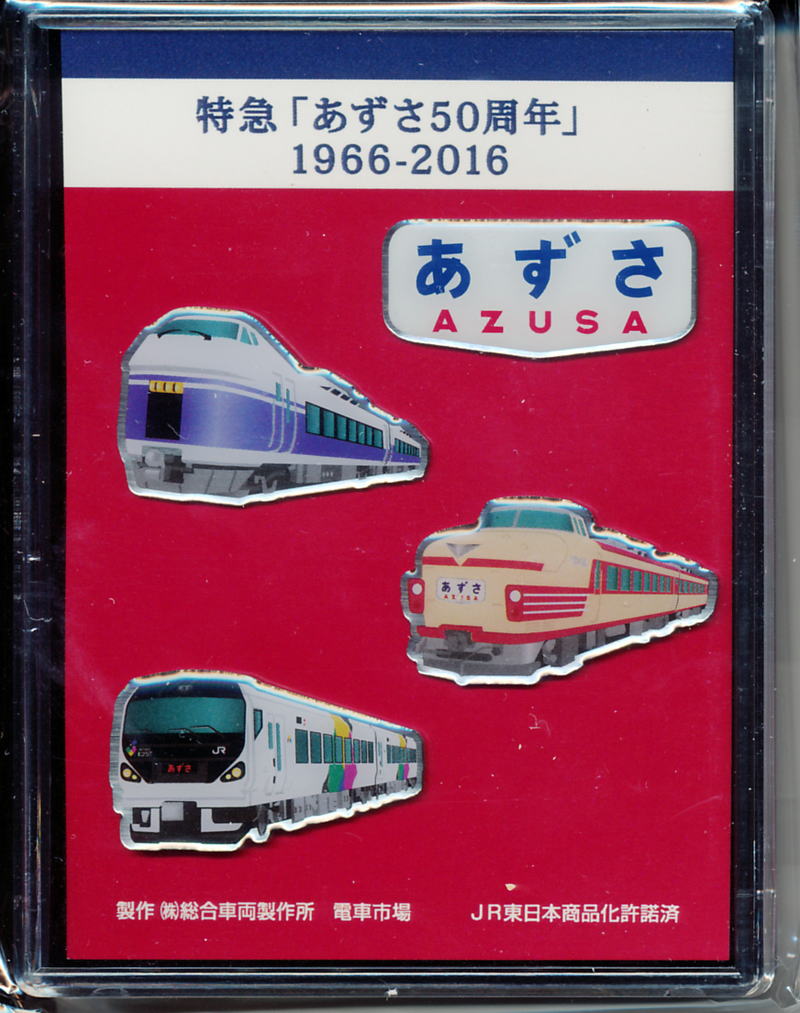 特急「あずさ50周年」
1966-2016
あずさ
AZUSA
あずさ
AZUSA
JR
あずさ
製作 ㈱総合車両製作所 電車市場
JR東日本商品化許諾済